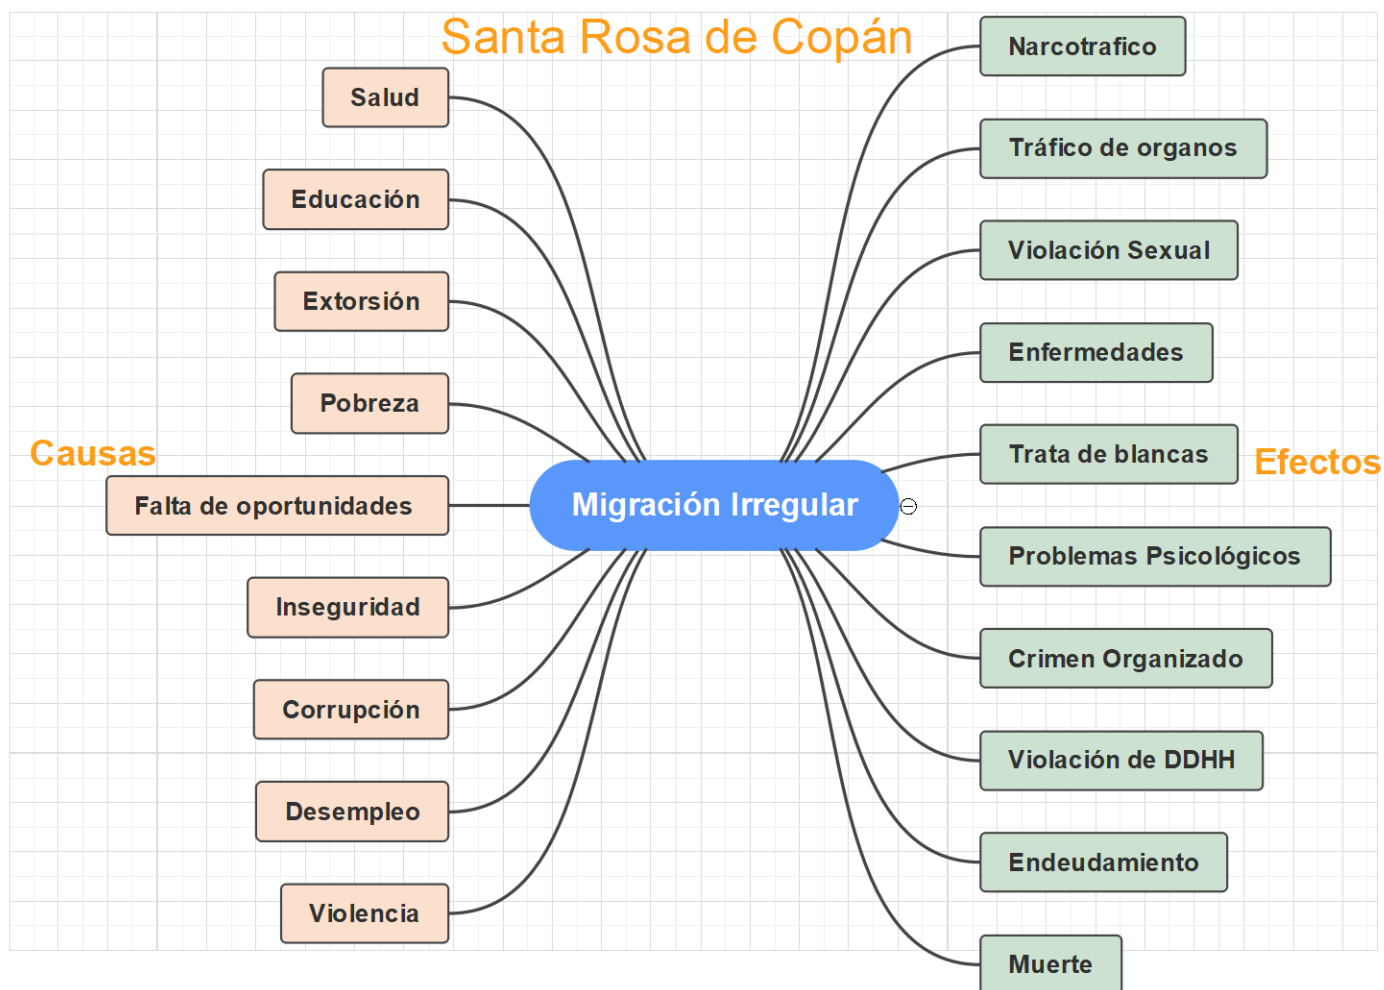 Santa Rosa de Copán
Causas
Salud
Educación
Extorsión
Pobreza
Falta de oportunidades
Inseguridad
Corrupción
Desempleo
Violencia
Migración Irregular
Efectos
Narcotrafico
Tráfico de organos
Violación Sexual
Enfermedades
Trata de blancas
Problemas Psicológicos
Crimen Organizado
Violación de DDHH
Endeudamiento
Muerte